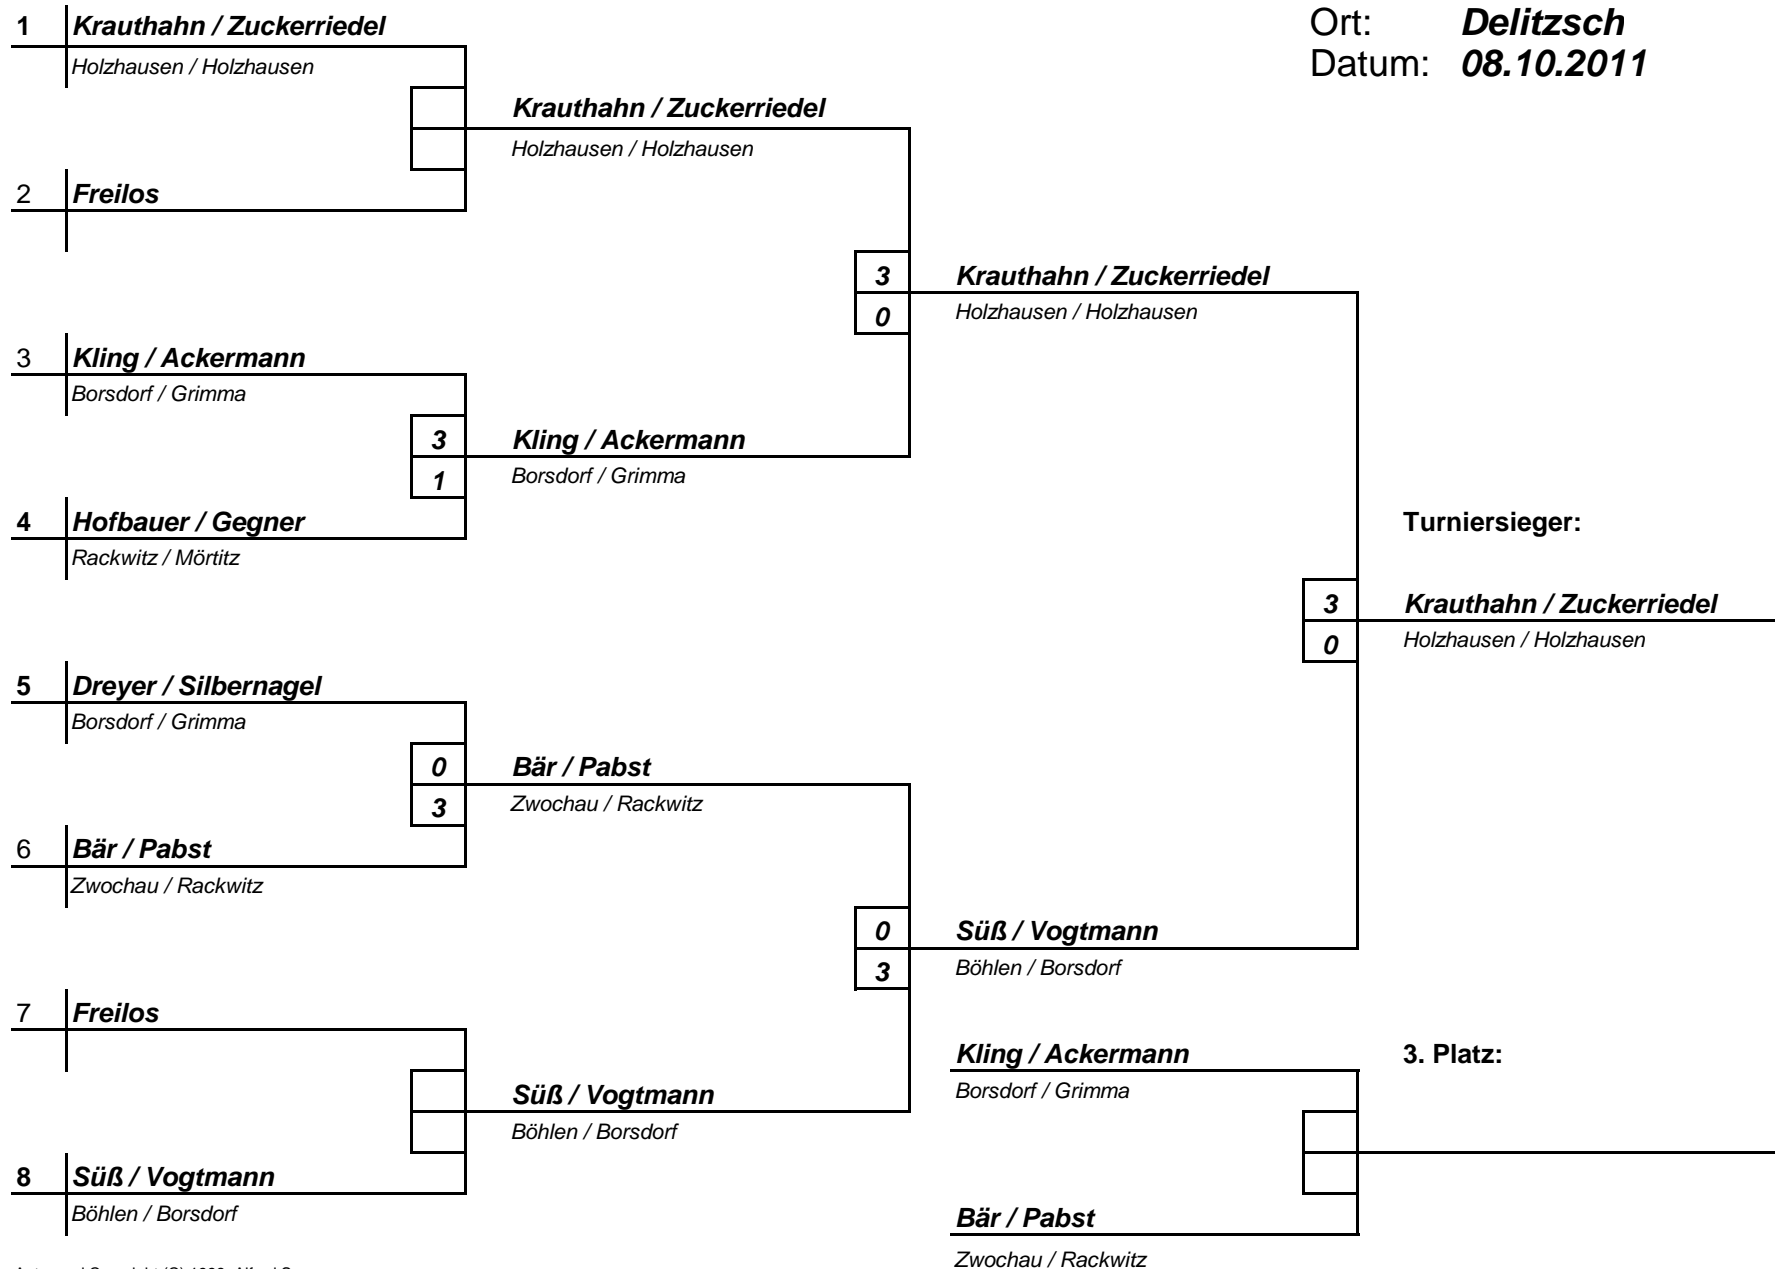 Ort: Delitzsch
Datum: 08.10.2011
1 Krauthahn / Zuckerriedel
Holzhausen / Holzhausen
Krauthahn / Zuckerriedel
Holzhausen / Holzhausen
2 Freilos
3 Krauthahn / Zuckerriedel
0 Holzhausen / Holzhausen
3 Kling / Ackermann
Borsdorf / Grimma
3 Kling / Ackermann
1 Borsdorf / Grimma
4 Hofbauer / Gegner
Rackwitz / Mörtitz
Turniersieger:
3 Krauthahn / Zuckerriedel
0 Holzhausen / Holzhausen
5 Dreyer / Silbernagel
Borsdorf / Grimma
0 Bär / Pabst
3 Zwochau / Rackwitz
6 Bär / Pabst
Zwochau / Rackwitz
0 Süß / Vogtmann
3 Böhlen / Borsdorf
7 Freilos
Kling / Ackermann
Borsdorf / Grimma
3. Platz:
Süß / Vogtmann
Böhlen / Borsdorf
8 Süß / Vogtmann
Böhlen / Borsdorf
Bär / Pabst
Zwochau / Rackwitz